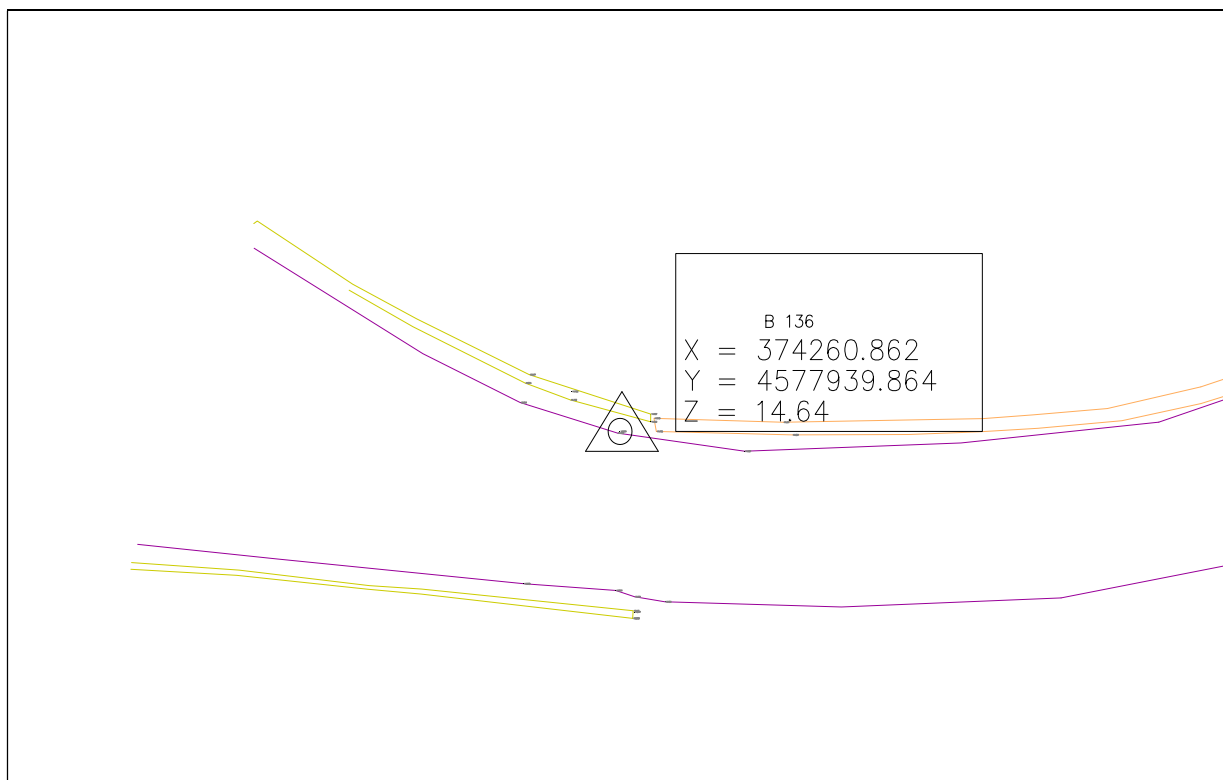 B 136
X = 374260.862
Y = 4577939.864
Z = 14.64